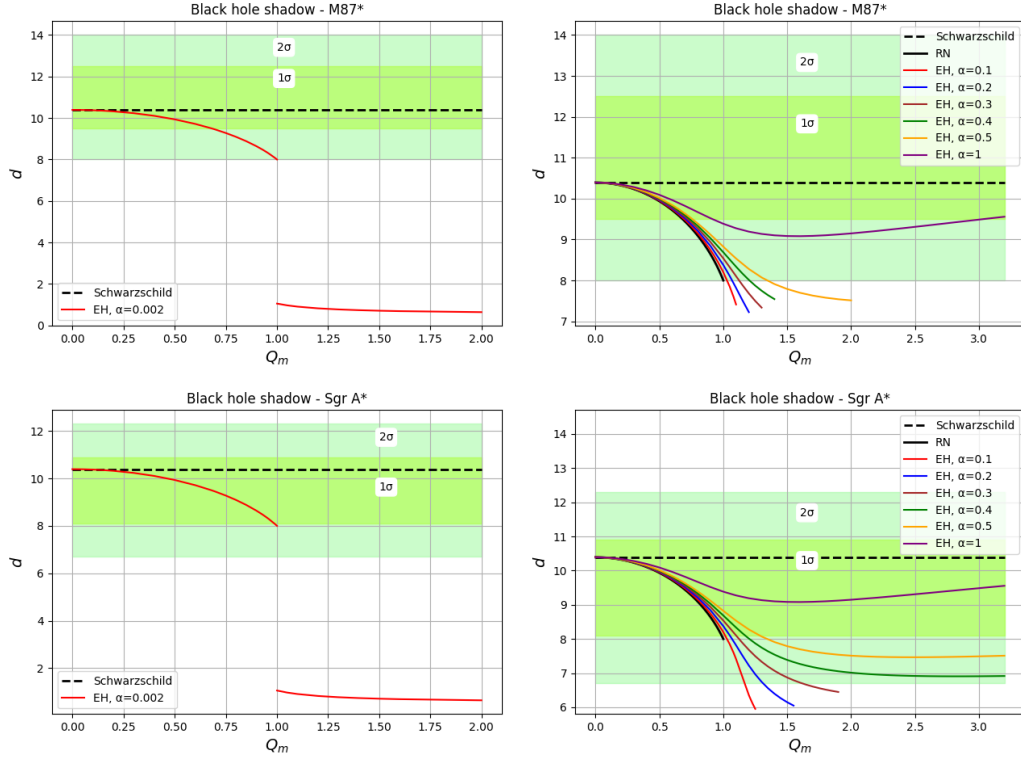 Black hole shadow - M87*
14
12
10
8
6
4
2
0
d
2σ
1σ
Schwarzschild
EH, α=0.002
0.00 0.25 0.50 0.75 1.00 1.25 1.50 1.75 2.00
Qm
Black hole shadow - M87*
14
13
12
11
10
9
8
7
d
2σ
1σ
Schwarzschild
RN
EH, α=0.1
EH, α=0.2
EH, α=0.3
EH, α=0.4
EH, α=0.5
EH, α=1
0.0 0.5 1.0 1.5 2.0 2.5 3.0
Qm
Black hole shadow - Sgr A*
12
10
8
6
4
2
d
2σ
1σ
Schwarzschild
EH, α=0.002
0.00 0.25 0.50 0.75 1.00 1.25 1.50 1.75 2.00
Qm
Black hole shadow - Sgr A*
14
13
12
11
10
9
8
7
6
d
2σ
1σ
Schwarzschild
RN
EH, α=0.1
EH, α=0.2
EH, α=0.3
EH, α=0.4
EH, α=0.5
EH, α=1
0.0 0.5 1.0 1.5 2.0 2.5 3.0
Qm